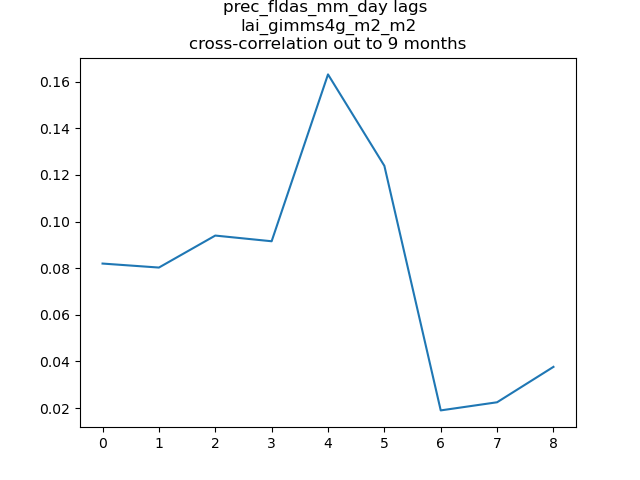 prec_fldas_mm_day lags
lai_gimms4g_m2_m2
cross-correlation out to 9 months
0.16
0.14
0.12
0.10
0.08
0.06
0.04
0.02
0 1 2 3 4 5 6 7 8